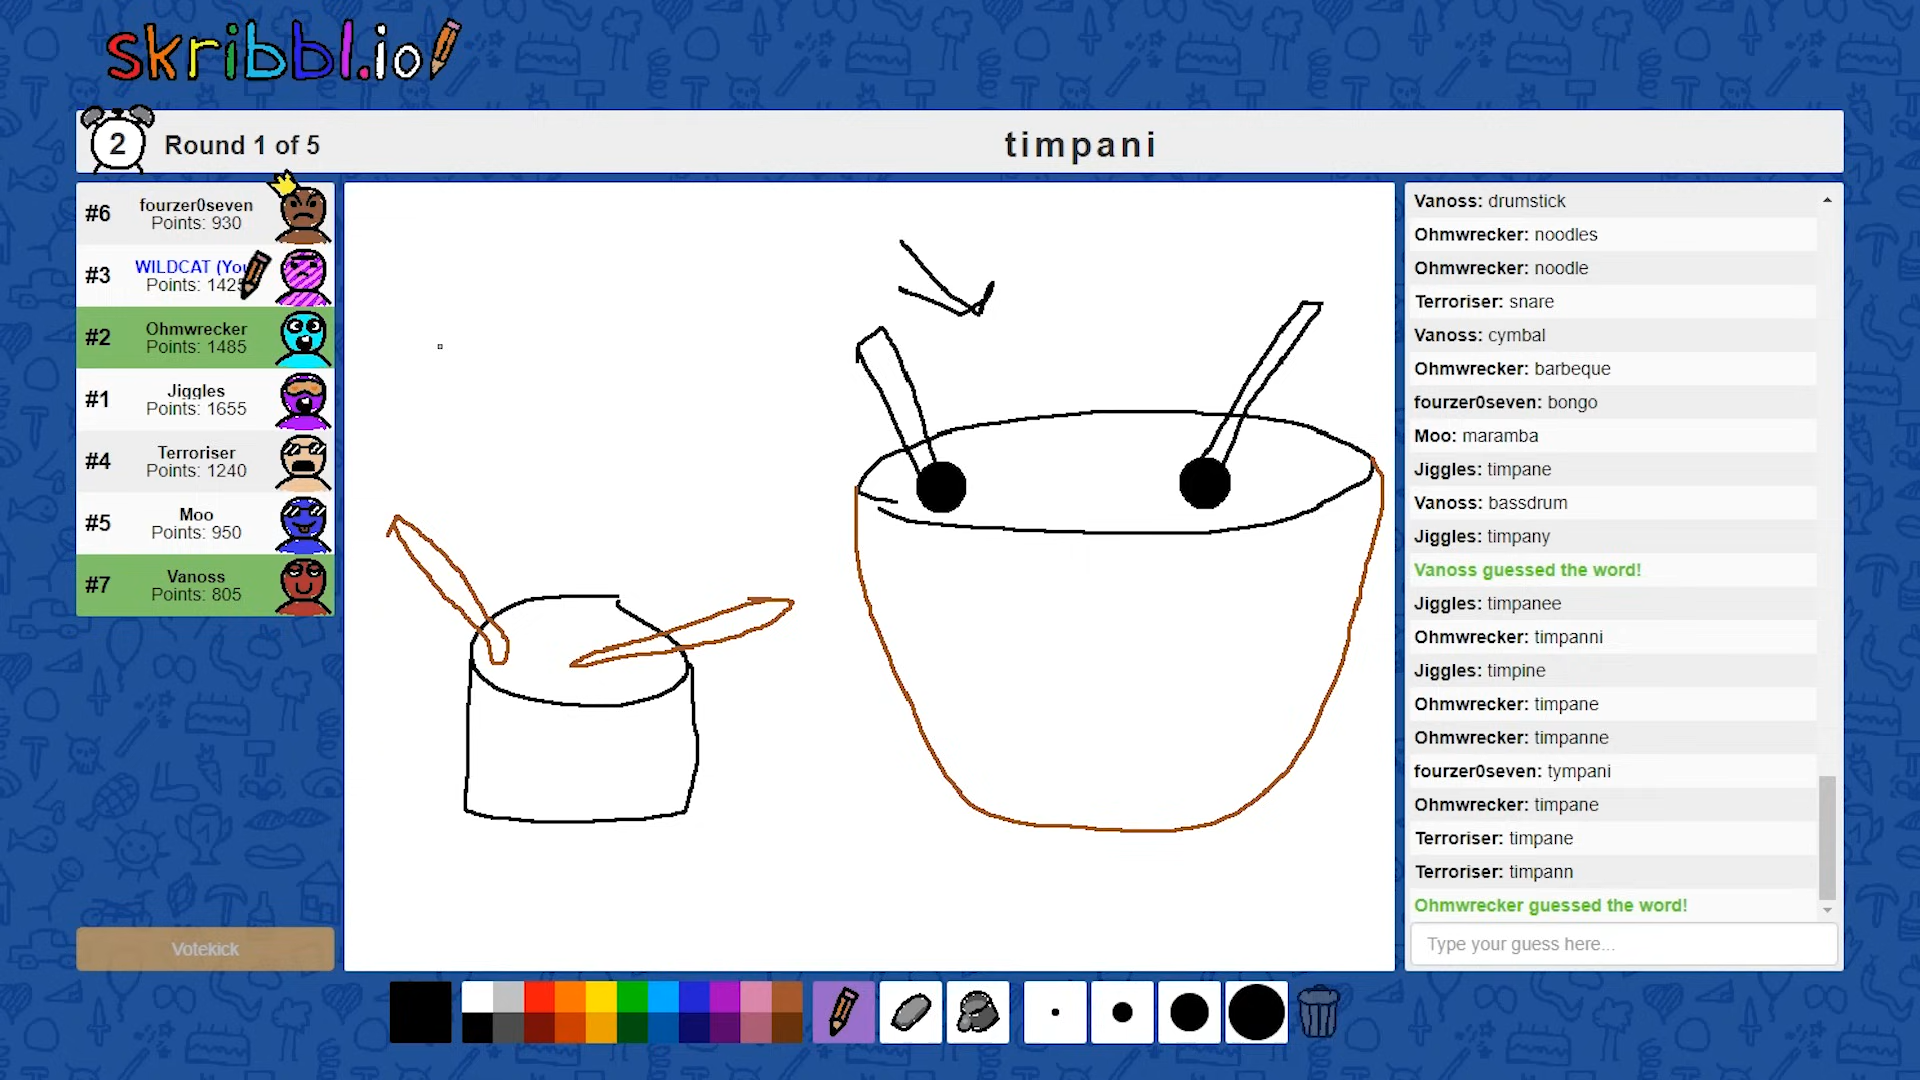 skribbl.io
2
Round 1 of 5
timpani
#6
fourzer0seven
Points: 930
#3
WILDCAT (You
Points: 1425
#2
Ohmwrecker
Points: 1485
#1
Jiggles
Points: 1655
#4
Terroriser
Points: 1240
#5
Moo
Points: 950
#7
Vanoss
Points: 805
Votekick
Vanoss: drumstick
Ohmwrecker: noodles
Ohmwrecker: noodle
Terroriser: snare
Vanoss: cymbal
Ohmwrecker: barbeque
fourzer0seven: bongo
Moo: maramba
Jiggles: timpane
Vanoss: bassdrum
Jiggles: timpany
Vanoss guessed the word!
Jiggles: timpanee
Ohmwrecker: timpanni
Jiggles: timpine
Ohmwrecker: timpane
Ohmwrecker: timpanne
fourzer0seven: tympani
Ohmwrecker: timpane
Terroriser: timpane
Terroriser: timpann
Ohmwrecker guessed the word!
Type your guess here...